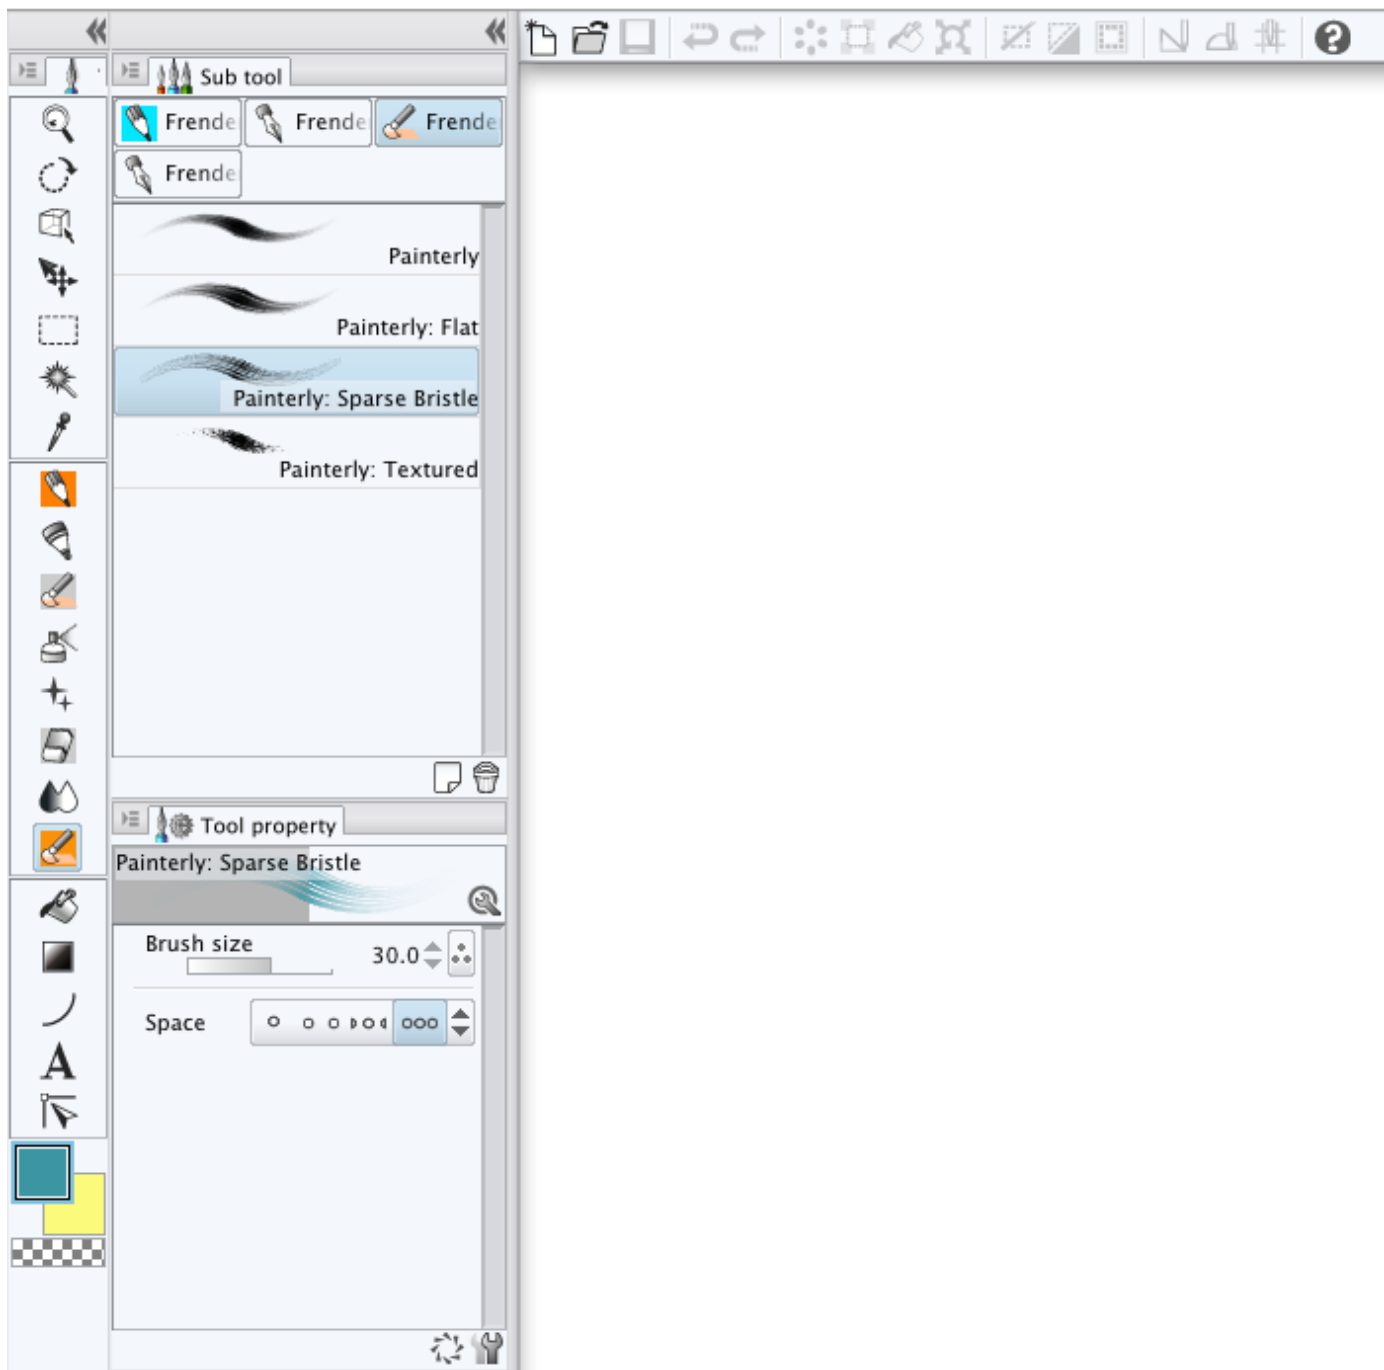 Sub tool
Frende Frende Frende
Frende
Painterly
Painterly: Flat
Painterly: Sparse Bristle
Painterly: Textured
Tool property
Painterly: Sparse Bristle
Brush size 30.0
Space
A